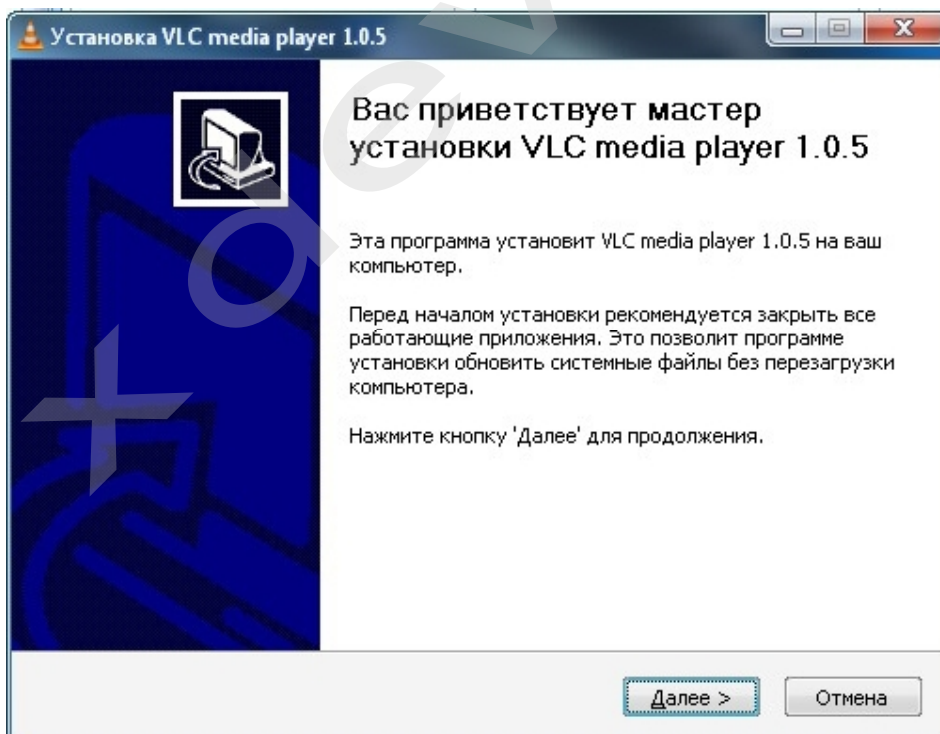 Установка VLC media player 1.0.5
Вас приветствует мастер
установки VLC media player 1.0.5
Эта программа установит VLC media player 1.0.5 на ваш
компьютер.
Перед началом установки рекомендуется закрыть все
работающие приложения. Это позволит программе
установки обновить системные файлы без перезагрузки
компьютера.
Нажмите кнопку 'Далее' для продолжения.
Далее >
Отмена